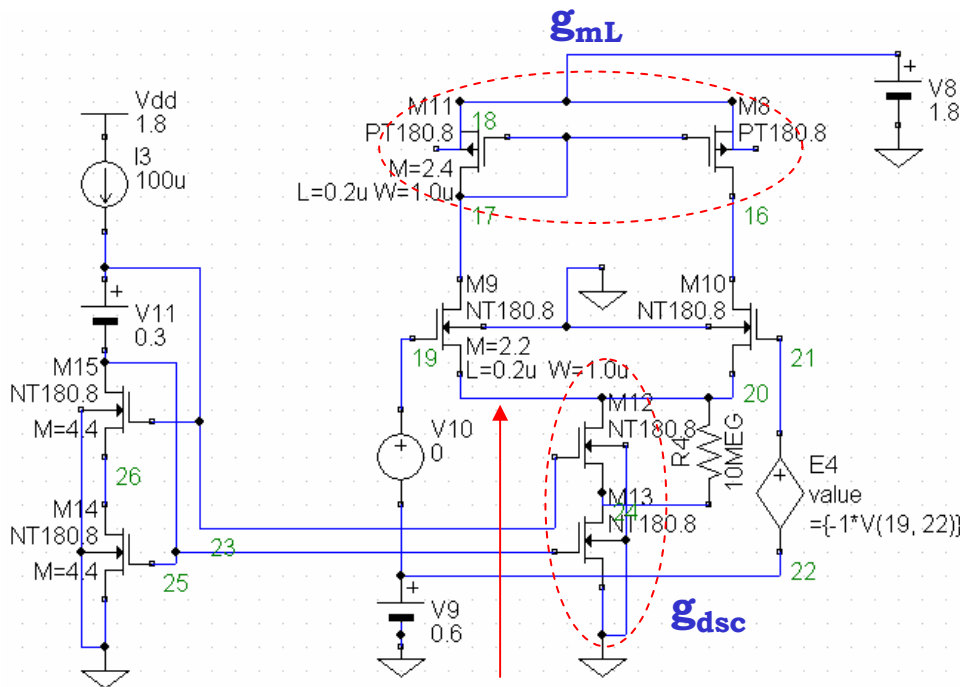 gmL
M11
18
M8
PT180.8
PT180.8
V8
1.8
Vdd
1.8
I3
100u
M=2.4
L=0.2u W=1.0u
17
16
V11
0.3
M9
NT180.8
M10
NT180.8
19
M=2.2
L=0.2u W=1.0u
20
21
M15
NT180.8
M=4.4
26
V10
0
M12
NT180.8
R4
10MEG
E4
value
={-1*V(19, 22)}
M14
NT180.8
M=4.4
25
23
M13
24
NT180.8
22
V9
0.6
gdsc